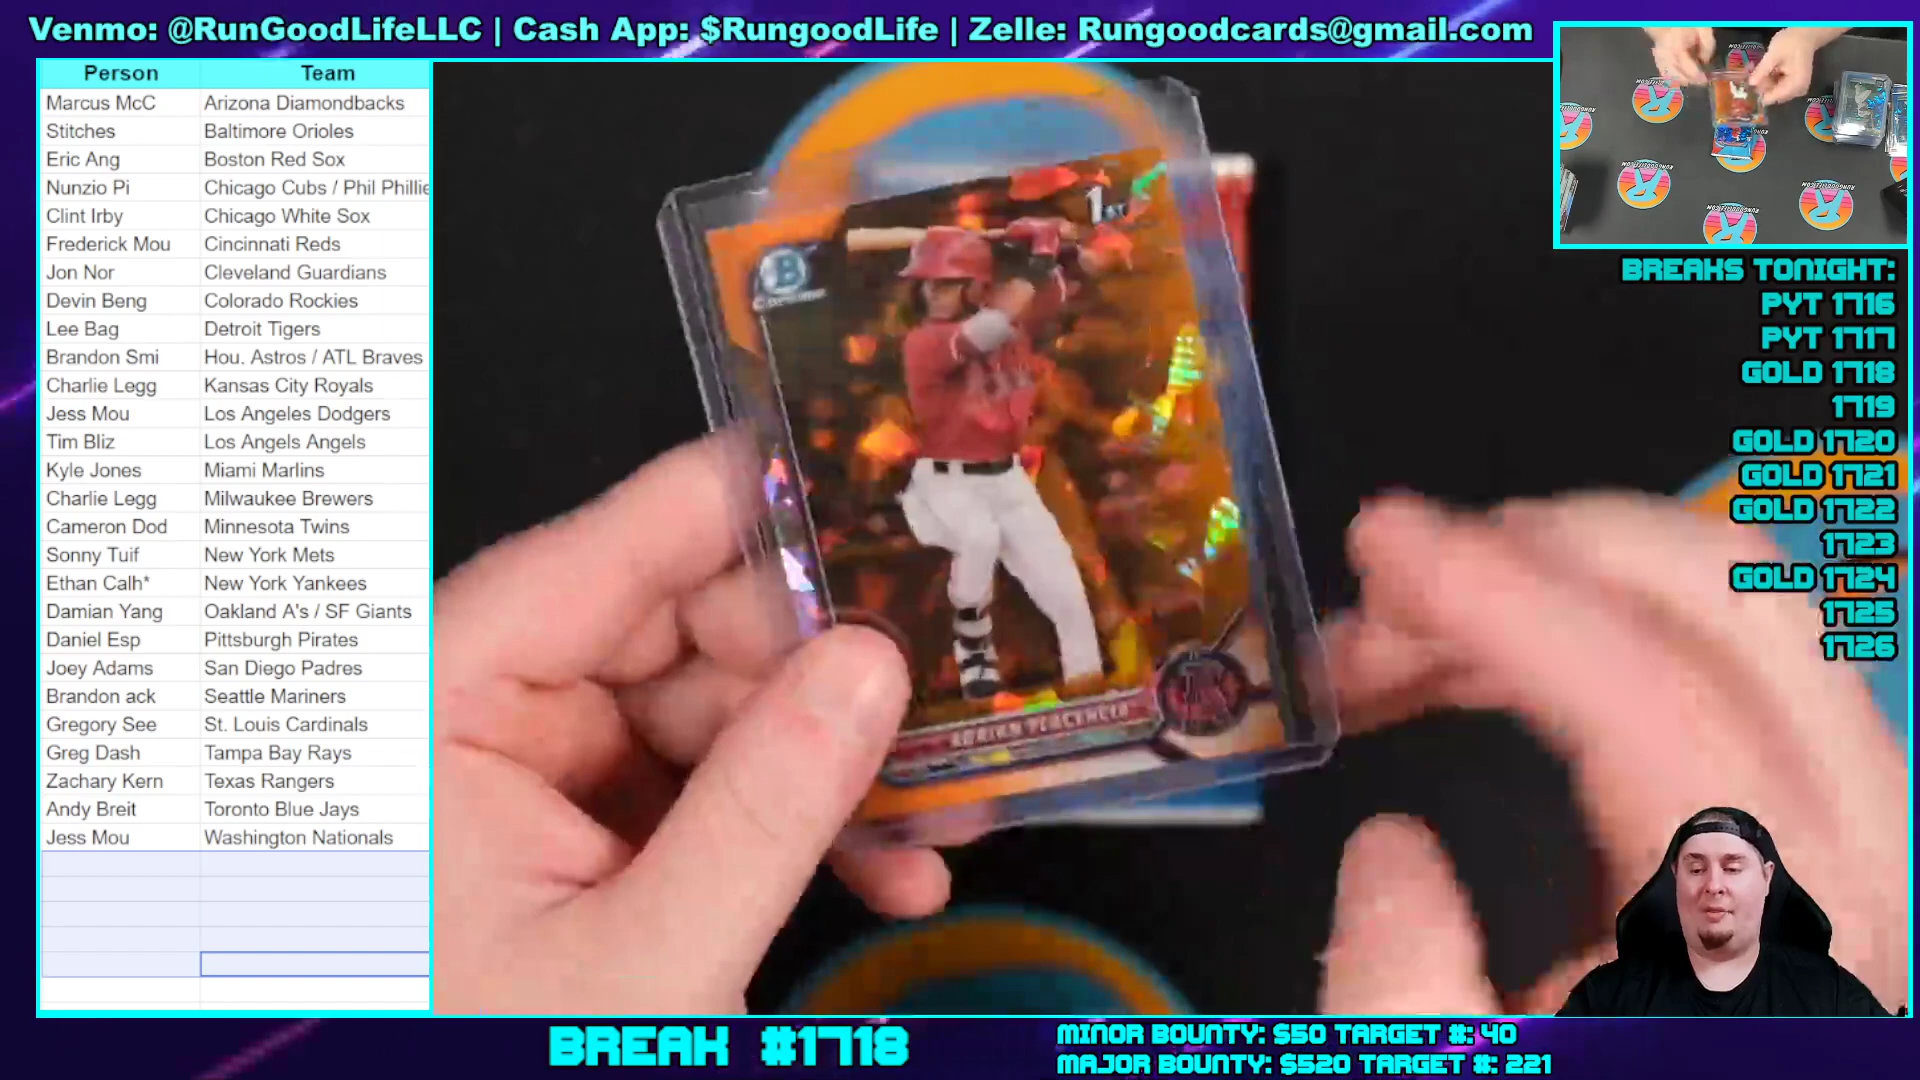 Venmo: @RunGoodLifeLLC | Cash App: $RungoodLife | Zelle: Rungoodcards@gmail.com
Person Team
Marcus McC Arizona Diamondbacks
Stitches Baltimore Orioles
Eric Ang Boston Red Sox
Nunzio Pi Chicago Cubs / Phil Phillie
Clint Irby Chicago White Sox
Frederick Mou Cincinnati Reds
Jon Nor Cleveland Guardians
Devin Beng Colorado Rockies
Lee Bag Detroit Tigers
Brandon Smi Hou. Astros / ATL Braves
Charlie Legg Kansas City Royals
Jess Mou Los Angeles Dodgers
Tim Bliz Los Angels Angels
Kyle Jones Miami Marlins
Charlie Legg Milwaukee Brewers
Cameron Dod Minnesota Twins
Sonny Tuif New York Mets
Ethan Calh* New York Yankees
Damian Yang Oakland A's / SF Giants
Daniel Esp Pittsburgh Pirates
Joey Adams San Diego Padres
Brandon ack Seattle Mariners
Gregory See St. Louis Cardinals
Greg Dash Tampa Bay Rays
Zachary Kern Texas Rangers
Andy Breit Toronto Blue Jays
Jess Mou Washington Nationals
1st
B
ADRIAN PLACENCIA
BREAKS TONIGHT:
PYT 1716
PYT 1717
GOLD 1718
1719
GOLD 1720
GOLD 1721
GOLD 1722
1723
GOLD 1724
1725
1726
BREAK #1718
MINOR BOUNTY: $50 TARGET #: 40
MAJOR BOUNTY: $520 TARGET #: 221